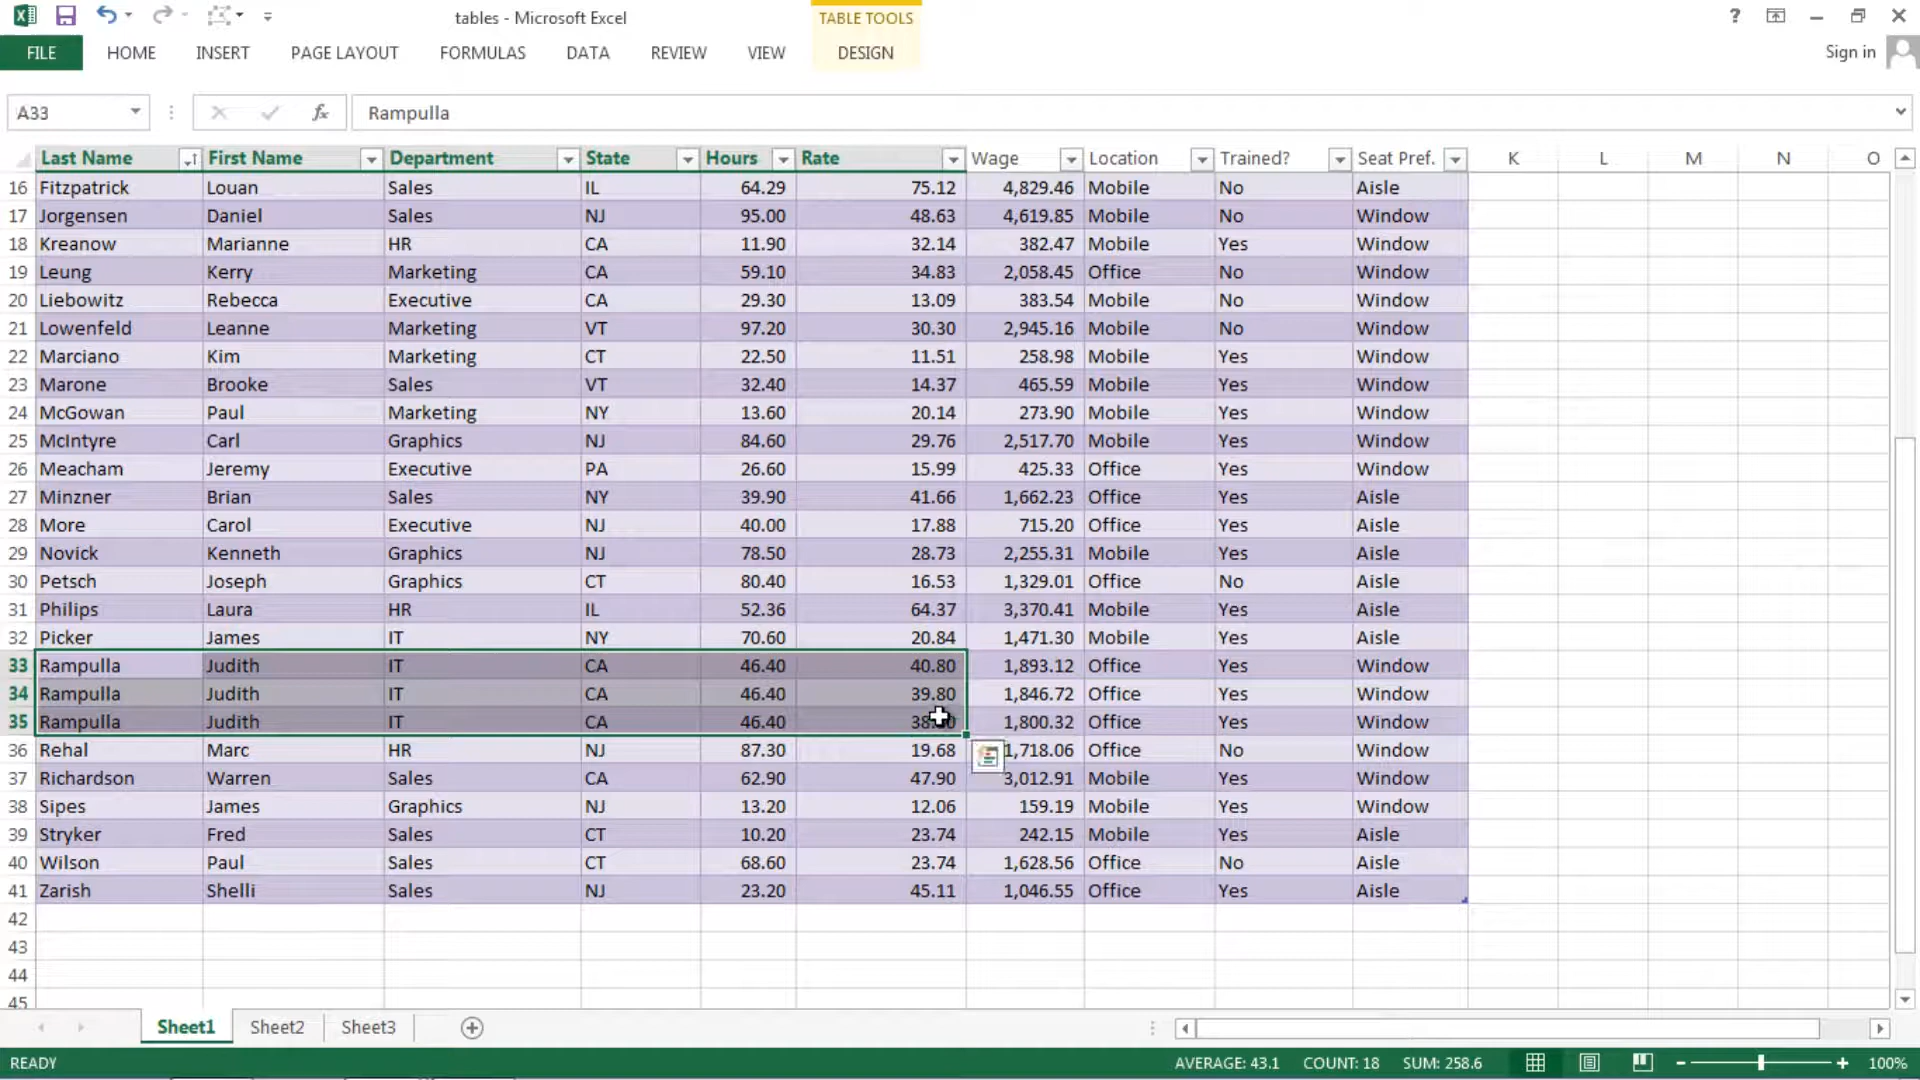 tables - Microsoft Excel
TABLE TOOLS
?
FILE HOME INSERT PAGE LAYOUT FORMULAS DATA REVIEW VIEW DESIGN Sign in
A33 fx Rampulla
Last Name First Name Department State Hours Rate Wage Location Trained? Seat Pref. K L M N O
16 Fitzpatrick Louan Sales IL 64.29 75.12 4,829.46 Mobile No Aisle
17 Jorgensen Daniel Sales NJ 95.00 48.63 4,619.85 Mobile No Window
18 Kreanow Marianne HR CA 11.90 32.14 382.47 Mobile Yes Window
19 Leung Kerry Marketing CA 59.10 34.83 2,058.45 Office No Window
20 Liebowitz Rebecca Executive CA 29.30 13.09 383.54 Mobile No Window
21 Lowenfeld Leanne Marketing VT 97.20 30.30 2,945.16 Mobile No Window
22 Marciano Kim Marketing CT 22.50 11.51 258.98 Mobile Yes Window
23 Marone Brooke Sales VT 32.40 14.37 465.59 Mobile Yes Window
24 McGowan Paul Marketing NY 13.60 20.14 273.90 Mobile Yes Window
25 McIntyre Carl Graphics NJ 84.60 29.76 2,517.70 Mobile Yes Window
26 Meacham Jeremy Executive PA 26.60 15.99 425.33 Office Yes Window
27 Minzner Brian Sales NY 39.90 41.66 1,662.23 Office Yes Aisle
28 More Carol Executive NJ 40.00 17.88 715.20 Office Yes Aisle
29 Novick Kenneth Graphics NJ 78.50 28.73 2,255.31 Mobile Yes Aisle
30 Petsch Joseph Graphics CT 80.40 16.53 1,329.01 Office No Aisle
31 Philips Laura HR IL 52.36 64.37 3,370.41 Mobile Yes Aisle
32 Picker James IT NY 70.60 20.84 1,471.30 Mobile Yes Aisle
33 Rampulla Judith IT CA 46.40 40.80 1,893.12 Office Yes Window
34 Rampulla Judith IT CA 46.40 39.80 1,846.72 Office Yes Window
35 Rampulla Judith IT CA 46.40 1,800.32 Office Yes Window
36 Rehal Marc HR NJ 87.30 19.68 1,718.06 Office No Window
37 Richardson Warren Sales CA 62.90 47.90 3,012.91 Mobile Yes Window
38 Sipes James Graphics NJ 13.20 12.06 159.19 Mobile Yes Window
39 Stryker Fred Sales CT 10.20 23.74 242.15 Mobile Yes Aisle
40 Wilson Paul Sales CT 68.60 23.74 1,628.56 Office No Aisle
41 Zarish Shelli Sales NJ 23.20 45.11 1,046.55 Office Yes Aisle
42
43
44
45
Sheet1 Sheet2 Sheet3
READY AVERAGE: 43.1 COUNT: 18 SUM: 258.6 100%